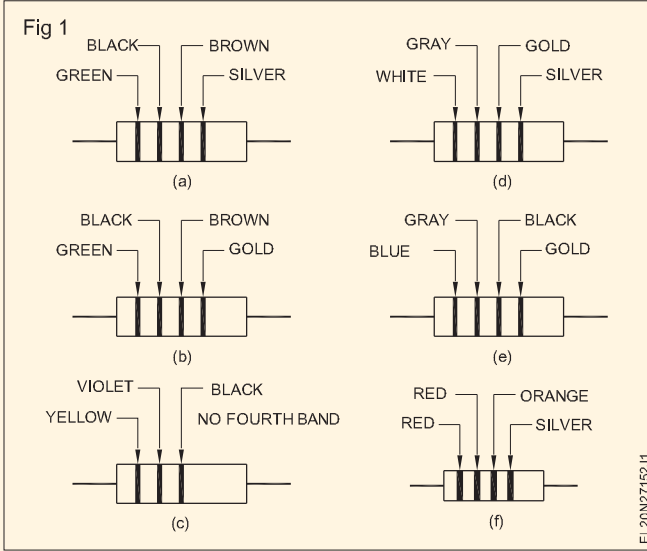 Fig 1
BLACK BROWN
GREEN SILVER
(a)
GRAY GOLD
WHITE SILVER
(d)
BLACK BROWN
GREEN GOLD
(b)
GRAY BLACK
BLUE GOLD
(e)
VIOLET BLACK
YELLOW NO FOURTH BAND
(c)
RED ORANGE
RED SILVER
(f)
EL20N27152J1